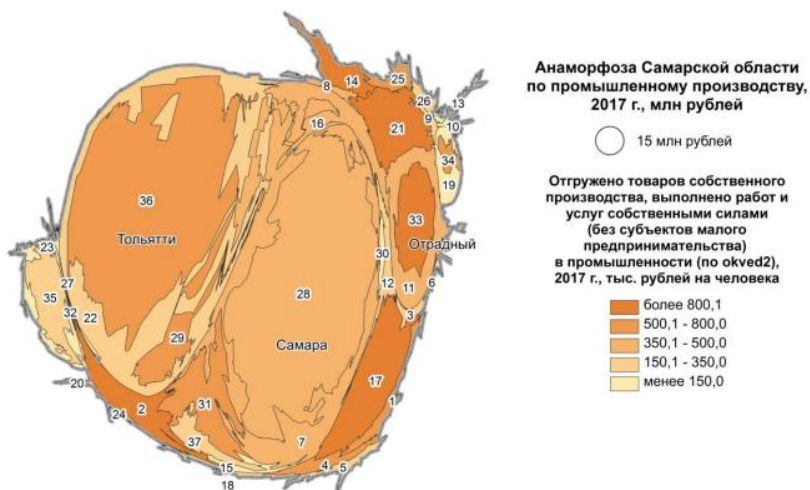 Анаморфоза Самарской области
по промышленному производству,
2017 г., млн рублей
15 млн рублей
Отгружено товаров собственного
производства, выполнено работ и
услуг собственными силами
(без субъектов малого
предпринимательства)
в промышленности (по okved2),
2017 г., тыс. рублей на человека
более 800,1
500,1 - 800,0
350,1 - 500,0
150,1 - 350,0
менее 150,0
8
14
25
26
13
9
10
16
21
34
19
36
33
Тольятти
Отрадный
23
30
27
12
11
6
35
28
32
22
3
29
Самара
20
17
24
2
31
1
37
7
15
4
5
18